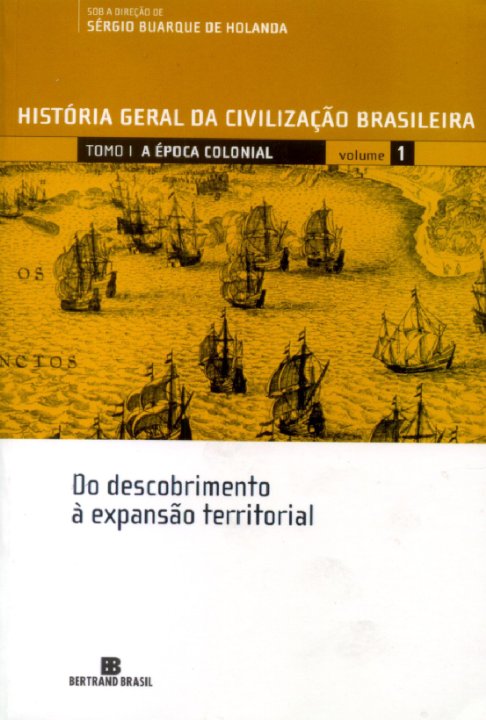 SOB A DIREÇÃO DE
SÉRGIO BUARQUE DE HOLANDA
HISTÓRIA GERAL DA CIVILIZAÇÃO BRASILEIRA
TOMO I A ÉPOCA COLONIAL volume 1
OS
NCTOS
Do descobrimento
à expansão territorial
BERTRAND BRASIL